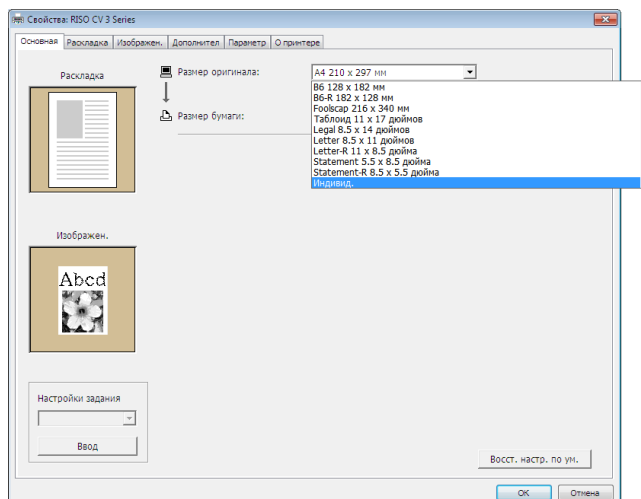 Свойства: RISO CV 3 Series
Основная Раскладка Изображен. Дополнител Параметр О принтере
Раскладка
Размер оригинала:
A4 210 x 297 мм
B6 128 x 182 мм
B6-R 182 x 128 мм
Foolscap 216 x 340 мм
Таблоид 11 x 17 дюймов
Legal 8.5 x 14 дюймов
Letter 8.5 x 11 дюймов
Letter-R 11 x 8.5 дюйма
Statement 5.5 x 8.5 дюйма
Statement-R 8.5 x 5.5 дюйма
Индивид.
Размер бумаги:
Изображен.
Abcd
Настройки задания
Ввод
Восст. настр. по ум.
OK Отмена